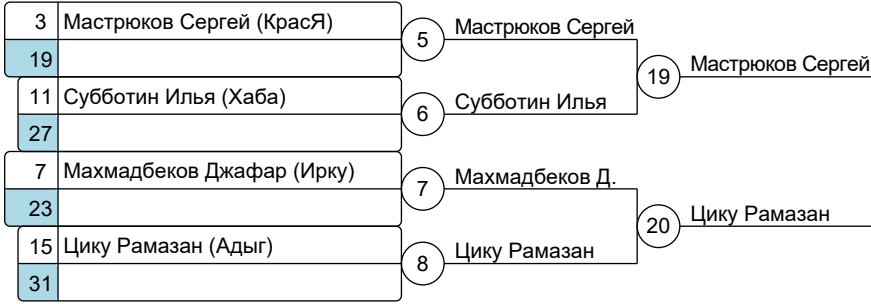 3 Мастрюков Сергей (КрасЯ)
19
5 Мастрюков Сергей
19 Мастрюков Сергей
11 Субботин Илья (Хаба)
27
6 Субботин Илья
7 Махмадбеков Джафар (Ирку)
23
7 Махмадбеков Д.
20 Цику Рамазан
15 Цику Рамазан (Адыг)
31
8 Цику Рамазан